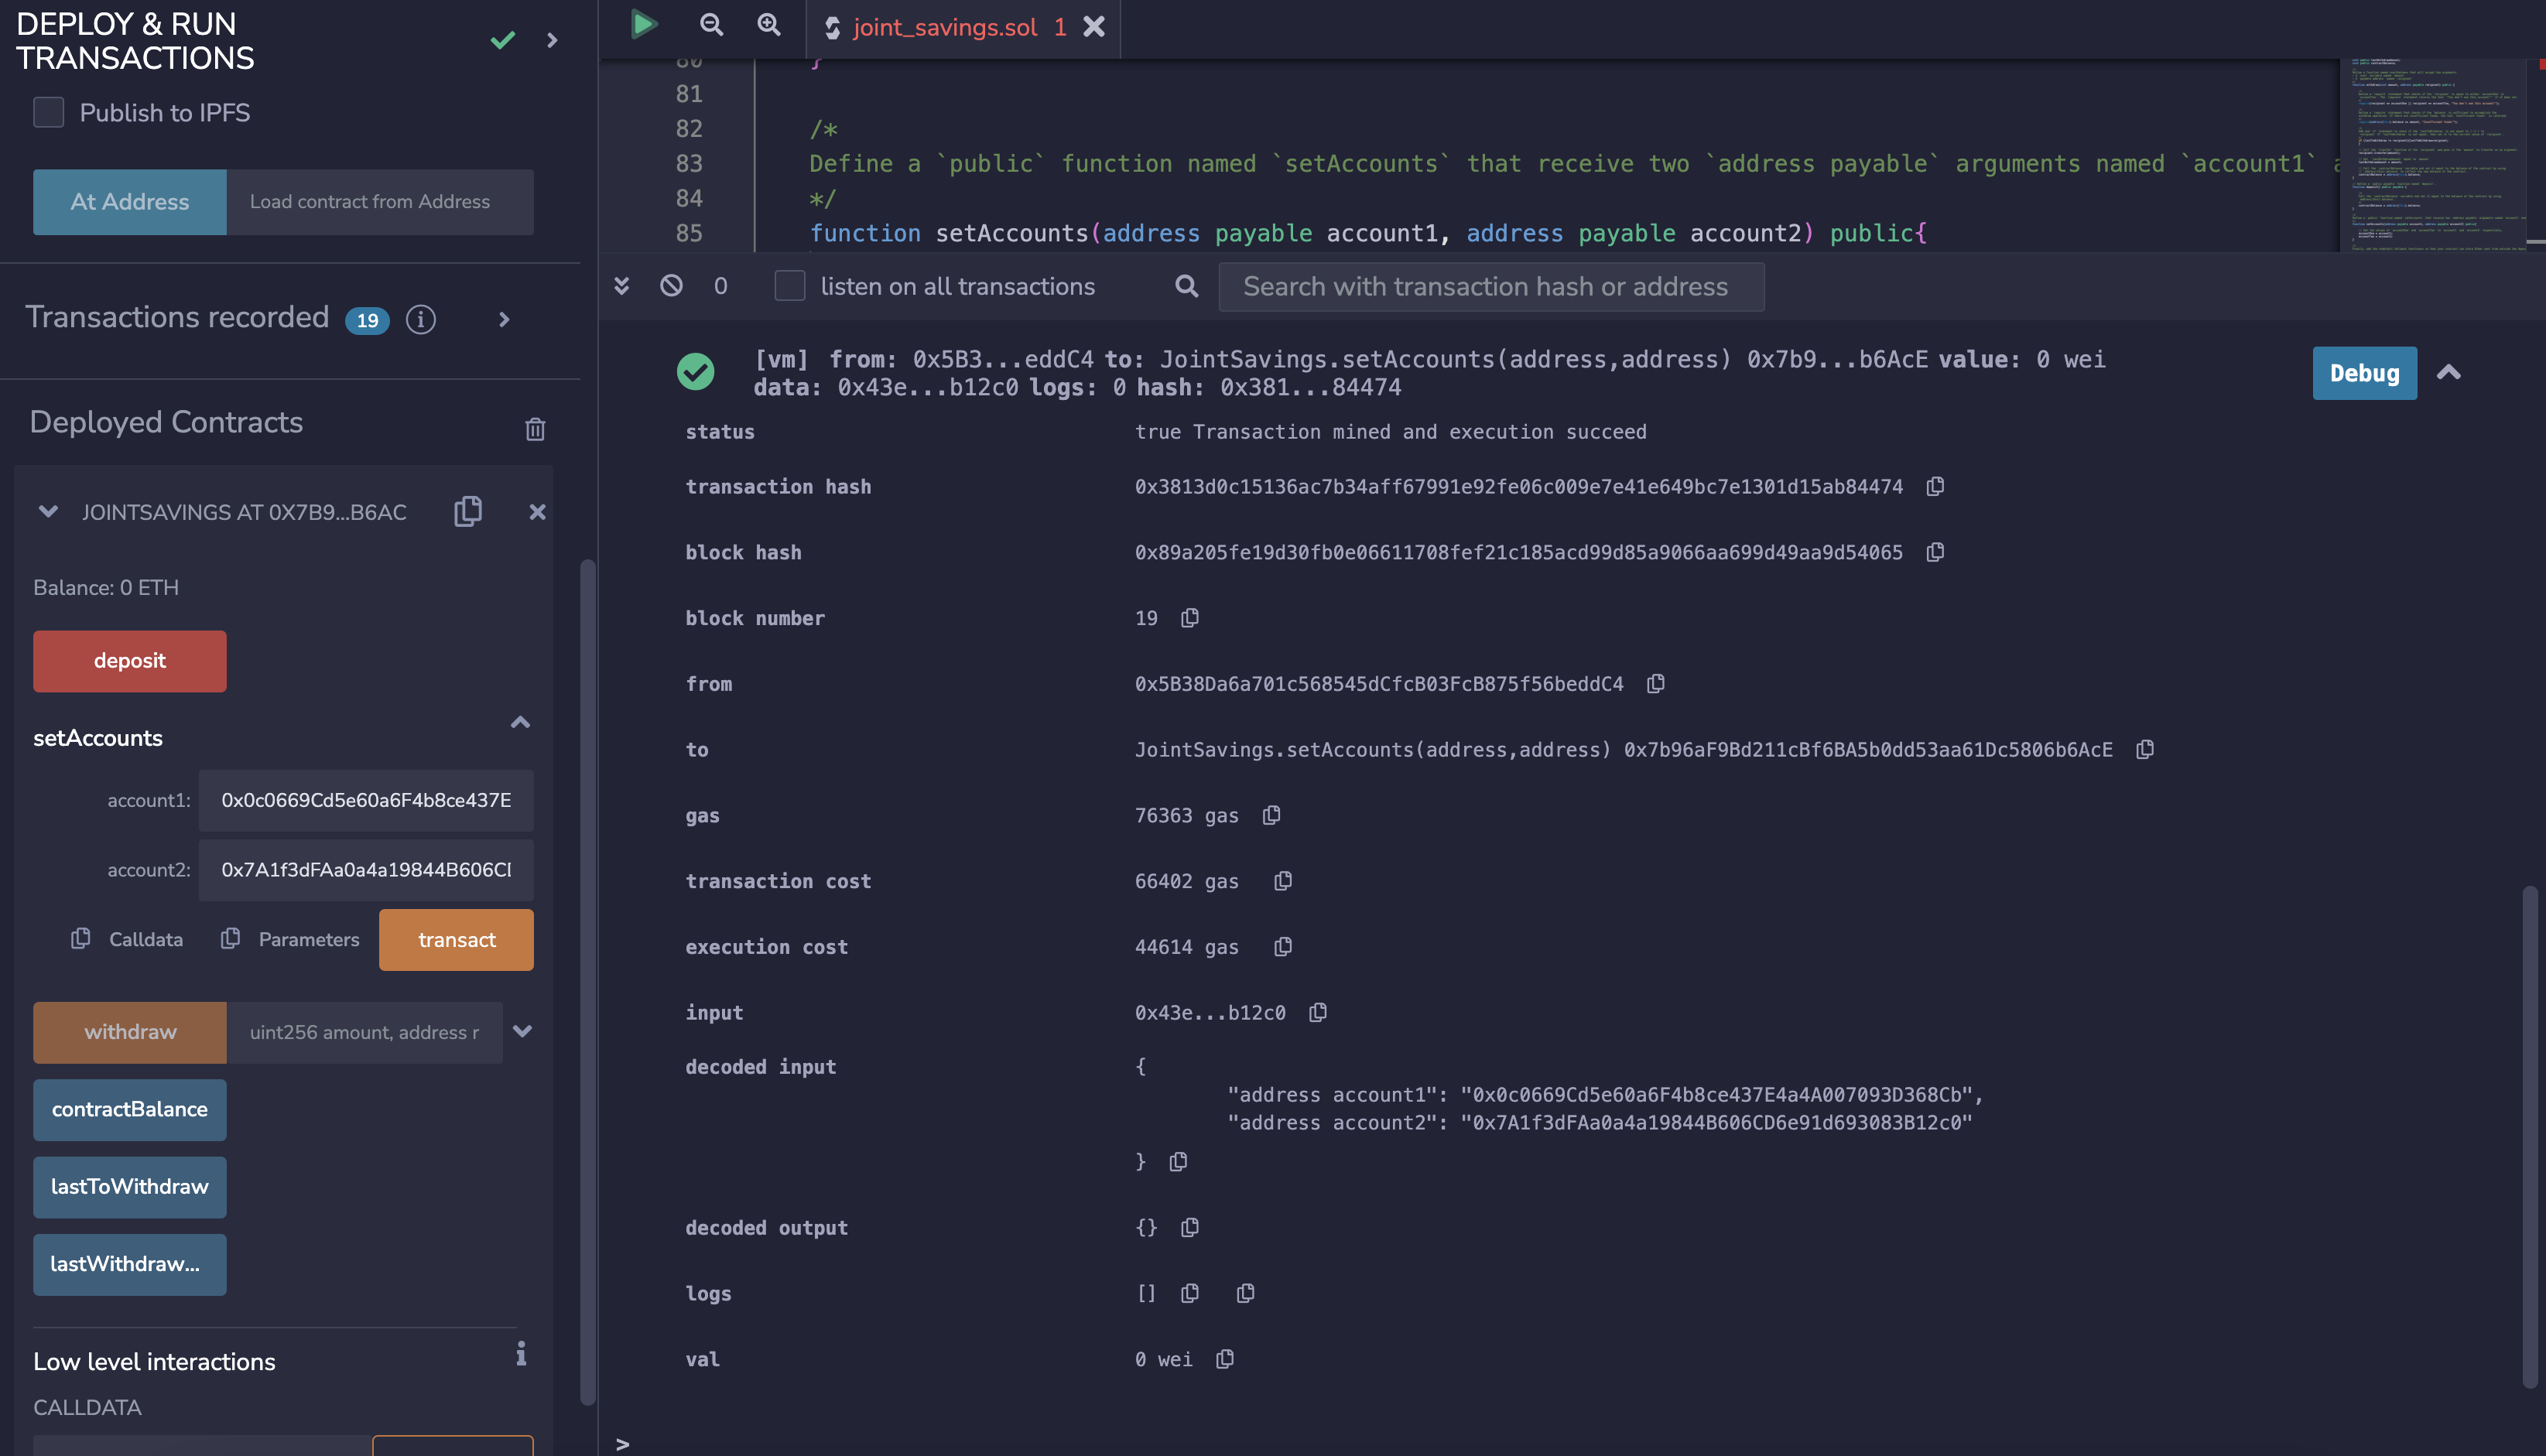 DEPLOY & RUN
TRANSACTIONS
Publish to IPFS
At Address
Load contract from Address
Transactions recorded 19
Deployed Contracts
JOINTSAVINGS AT 0X7B9...B6AC
Balance: 0 ETH
deposit
setAccounts
account1: 0x0c0669Cd5e60a6F4b8ce437E
account2: 0x7A1f3dFAa0a4a19844B606CD
Calldata Parameters transact
withdraw uint256 amount, address r
contractBalance
lastToWithdraw
lastWithdraw...
Low level interactions
CALLDATA
joint_savings.sol 1
80 }
81
82 /*
83 Define a `public` function named `setAccounts` that receive two `address payable` arguments named `account1` a
84 */
85 function setAccounts(address payable account1, address payable account2) public{
0 listen on all transactions Search with transaction hash or address
[vm] from: 0x5B3...eddC4 to: JointSavings.setAccounts(address,address) 0x7b9...b6AcE value: 0 wei
data: 0x43e...b12c0 logs: 0 hash: 0x381...84474
Debug
status true Transaction mined and execution succeed
transaction hash 0x3813d0c15136ac7b34aff67991e92fe06c009e7e41e649bc7e1301d15ab84474
block hash 0x89a205fe19d30fb0e06611708fef21c185acd99d85a9066aa699d49aa9d54065
block number 19
from 0x5B38Da6a701c568545dCfcB03FcB875f56beddC4
to JointSavings.setAccounts(address,address) 0x7b96aF9Bd211cBf6BA5b0dd53aa61Dc5806b6AcE
gas 76363 gas
transaction cost 66402 gas
execution cost 44614 gas
input 0x43e...b12c0
decoded input {
"address account1": "0x0c0669Cd5e60a6F4b8ce437E4a4A007093D368Cb",
"address account2": "0x7A1f3dFAa0a4a19844B606CD6e91d693083B12c0"
}
decoded output {}
logs []
val 0 wei
>